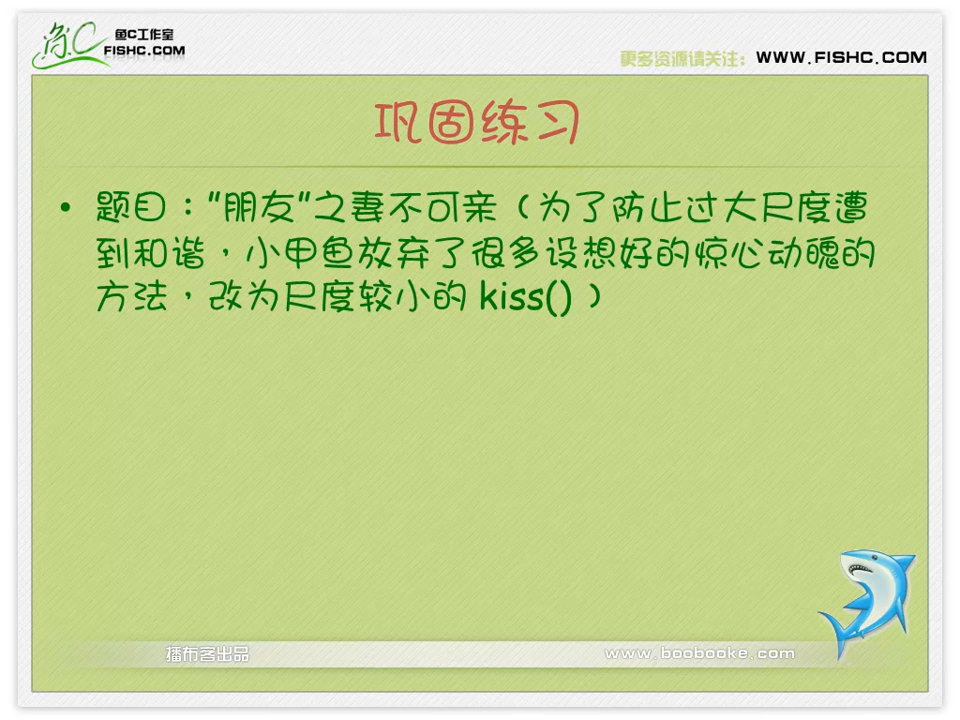 渔C
鱼C工作室
FISHC.COM
更多资源请关注：WWW.FISHC.COM
巩固练习
• 题目："朋友"之妻不可亲（为了防止过大尺度遭
到和谐，小甲鱼放弃了很多设想好的惊心动魄的
方法，改为尺度较小的 kiss() ）
播布客出品
www.boobooke.com